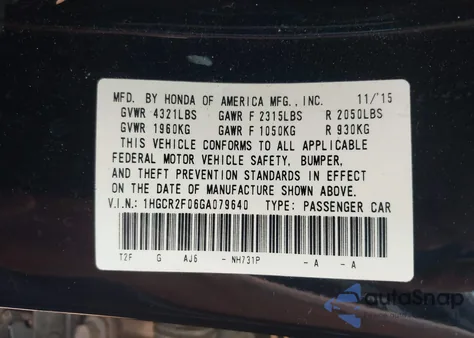 MFD. BY HONDA OF AMERICA MFG., INC. 11/'15
GVWR 4321LBS GAWR F 2315LBS R 2050LBS
GVWR 1960KG GAWR F 1050KG R 930KG
THIS VEHICLE CONFORMS TO ALL APPLICABLE
FEDERAL MOTOR VEHICLE SAFETY, BUMPER,
AND THEFT PREVENTION STANDARDS IN EFFECT
ON THE DATE OF MANUFACTURE SHOWN ABOVE.
V.I.N.: 1HGCR2F06GA079640 TYPE: PASSENGER CAR
T2F G AJ6 - NH731P - A - A
autoSnap